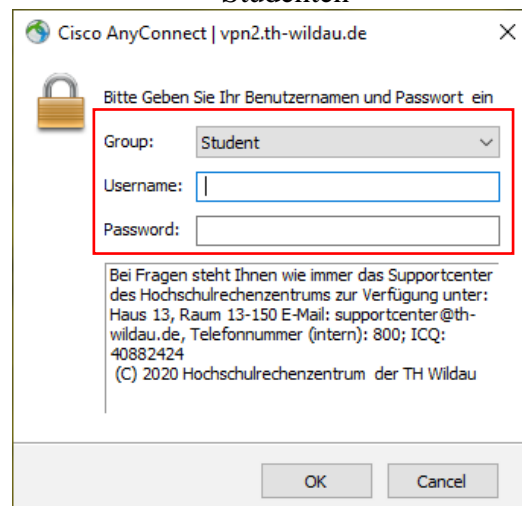 Studenten
Cisco AnyConnect | vpn2.th-wildau.de
Bitte Geben Sie Ihr Benutzernamen und Passwort ein
Group: Student
Username:
Password:
Bei Fragen steht Ihnen wie immer das Supportcenter
des Hochschulrechenzentrums zur Verfügung unter:
Haus 13, Raum 13-150 E-Mail: supportcenter@th-
wildau.de, Telefonnummer (intern): 800; ICQ:
40882424
(C) 2020 Hochschulrechenzentrum der TH Wildau
OK Cancel